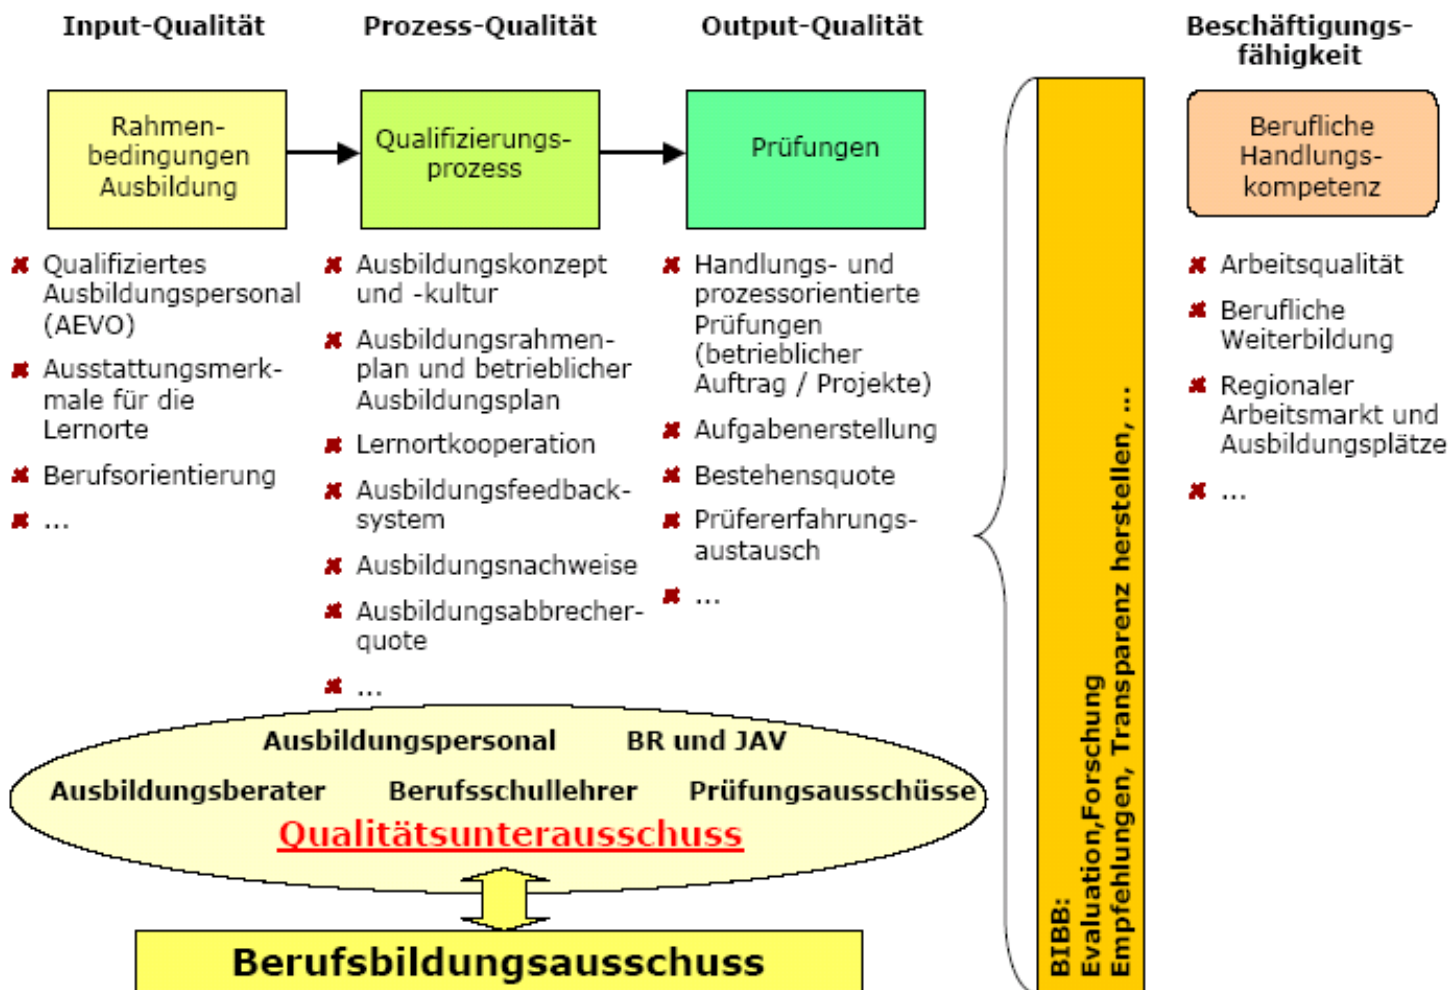 Input-Qualität
Rahmen-
bedingungen
Ausbildung
Qualifiziertes
Ausbildungspersonal
(AEVO)
Ausstattungsmerk-
male für die
Lernorte
Berufsorientierung
...
Prozess-Qualität
Qualifizierungs-
prozess
Ausbildungskonzept
und -kultur
Ausbildungsrahmen-
plan und betrieblicher
Ausbildungsplan
Lernortkooperation
Ausbildungsfeedback-
system
Ausbildungsnachweise
Ausbildungsabbrecher-
quote
...
Output-Qualität
Prüfungen
Handlungs- und
prozessorientierte
Prüfungen
(betrieblicher
Auftrag / Projekte)
Aufgabenerstellung
Bestehensquote
Prüfererfahrungs-
austausch
...
BIBB:
Evaluation,Forschung
Empfehlungen, Transparenz herstellen, ...
Beschäftigungs-
fähigkeit
Berufliche
Handlungs-
kompetenz
Arbeitsqualität
Berufliche
Weiterbildung
Regionaler
Arbeitsmarkt und
Ausbildungsplätze
...
Ausbildungspersonal BR und JAV
Ausbildungsberater Berufsschullehrer Prüfungsausschüsse
Qualitätsunterausschuss
Berufsbildungsausschuss